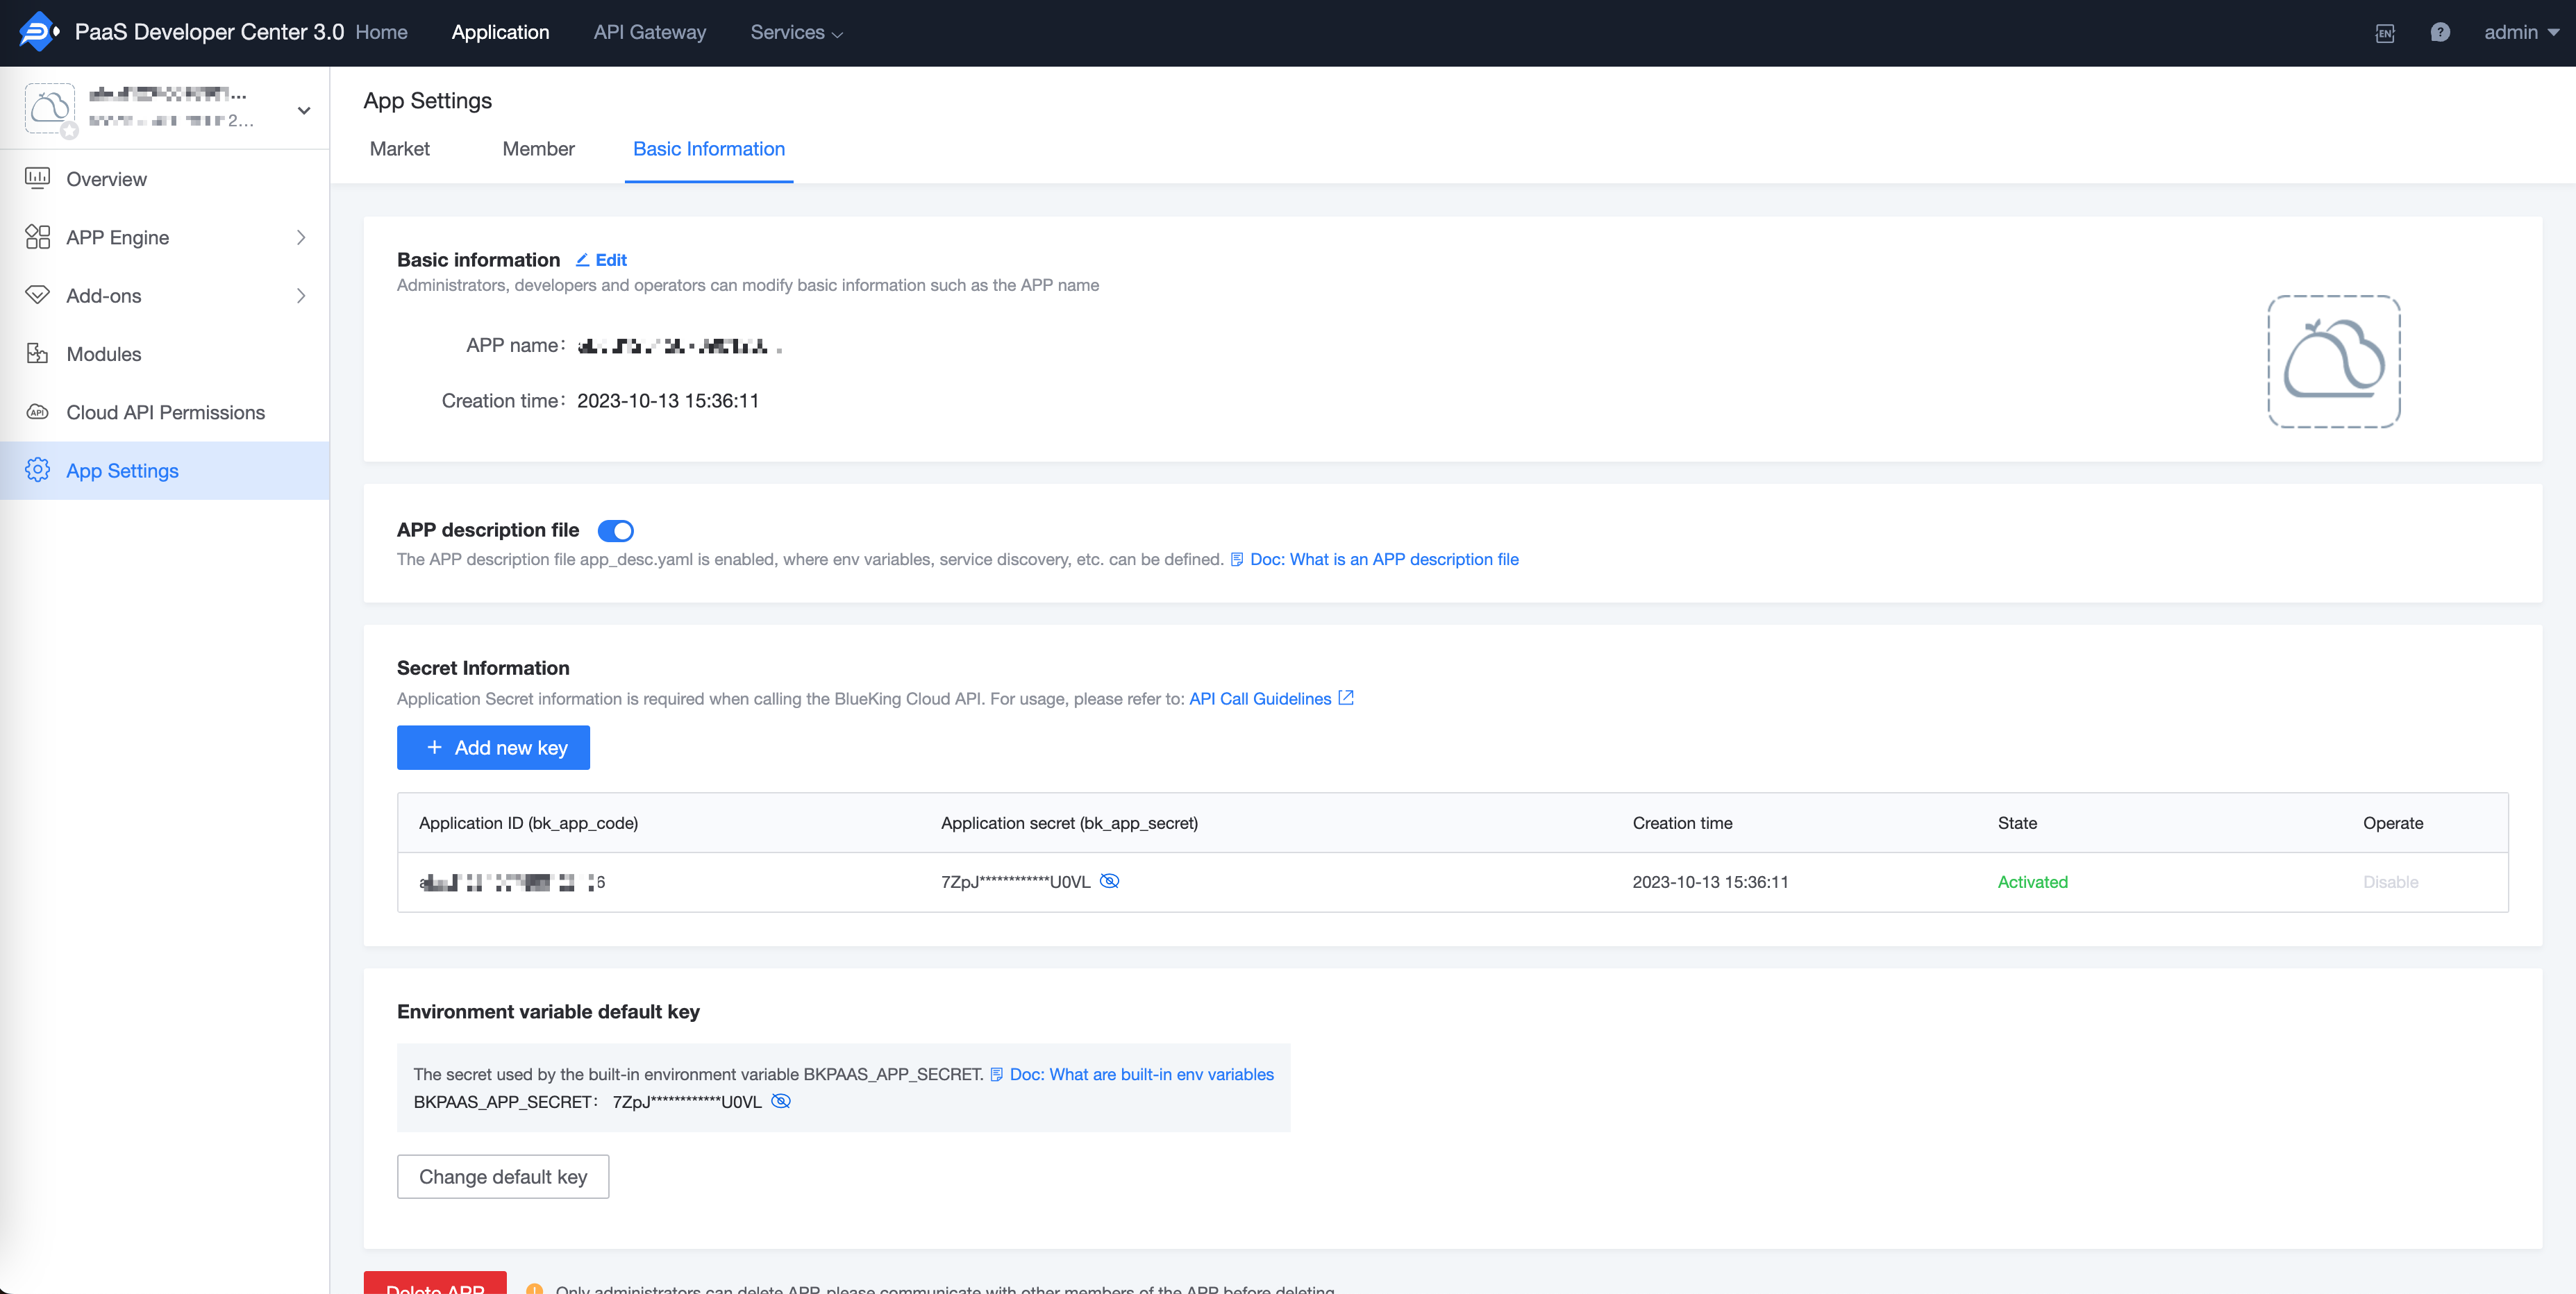 PaaS Developer Center 3.0 Home Application API Gateway Services EN ? admin
...
2...
Overview
APP Engine
Add-ons
Modules
API Cloud API Permissions
App Settings
App Settings
Market Member Basic Information
Basic information Edit
Administrators, developers and operators can modify basic information such as the APP name
APP name:
Creation time: 2023-10-13 15:36:11
APP description file
The APP description file app_desc.yaml is enabled, where env variables, service discovery, etc. can be defined. Doc: What is an APP description file
Secret Information
Application Secret information is required when calling the BlueKing Cloud API. For usage, please refer to: API Call Guidelines
+ Add new key
Application ID (bk_app_code) Application secret (bk_app_secret) Creation time State Operate
6 7ZpJ************U0VL 2023-10-13 15:36:11 Activated Disable
Environment variable default key
The secret used by the built-in environment variable BKPAAS_APP_SECRET. Doc: What are built-in env variables
BKPAAS_APP_SECRET: 7ZpJ************U0VL
Change default key
Delete APP Only administrators can delete APP, please communicate with other members of the APP before deleting